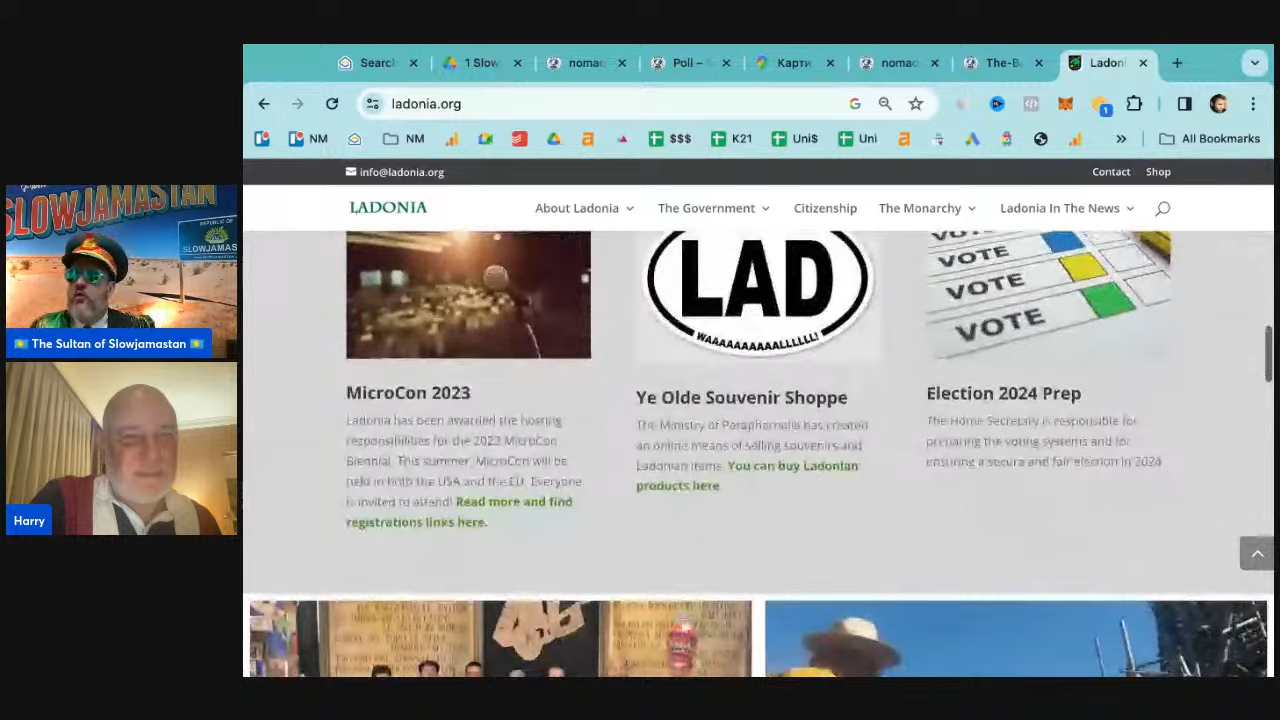 Search
1 Slow
nomad
Poll –
Карти
nomad
The-B
Ladoni
ladonia.org
NM
NM
$$$
K21
Uni$
Uni
All Bookmarks
info@ladonia.org
Contact
Shop
LADONIA
About Ladonia
The Government
Citizenship
The Monarchy
Ladonia In The News
SLOWJAMASTAN
REPUBLIC OF
SLOWJAMAS
The Sultan of Slowjamastan
Harry
LAD
WAAAAAAAAALLLLLL!
VOTE
VOTE
VOTE
VOTE
MicroCon 2023
Ladonia has been awarded the hosting
responsibilities for the 2023 MicroCon
Biennial. This summer, MicroCon will be
held in both the USA and the EU. Everyone
is invited to attend! Read more and find
registrations links here.
Ye Olde Souvenir Shoppe
The Ministry of Paraphernalia has created
an online means of selling souvenirs and
Ladonian items. You can buy Ladonian
products here
Election 2024 Prep
The Home Secretary is responsible for
preparing the voting systems and for
ensuring a secure and fair election in 2024